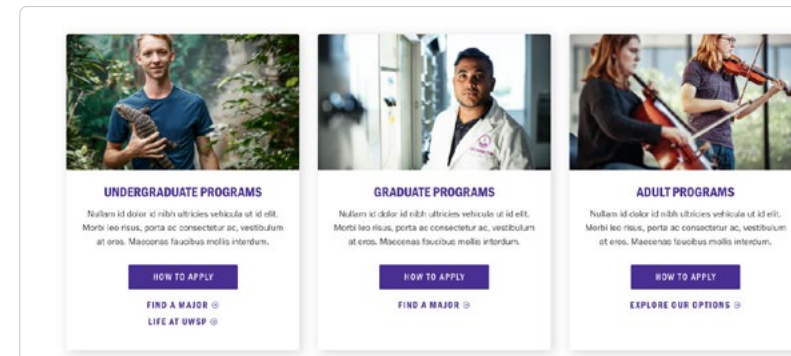 UNDERGRADUATE PROGRAMS
Nullam id dolor id nibh ultricies vehicula ut id elit.
Morbi leo risus, porta ac consectetur ac, vestibulum
at eros. Maecenas faucibus mollis interdum.
HOW TO APPLY
FIND A MAJOR
LIFE AT UWSP
GRADUATE PROGRAMS
Nullam id dolor id nibh ultricies vehicula ut id elit.
Morbi leo risus, porta ac consectetur ac, vestibulum
at eros. Maecenas faucibus mollis interdum.
HOW TO APPLY
FIND A MAJOR
ADULT PROGRAMS
Nullam id dolor id nibh ultricies vehicula ut id elit.
Morbi leo risus, porta ac consectetur ac, vestibulum
at eros. Maecenas faucibus mollis interdum.
HOW TO APPLY
EXPLORE OUR OPTIONS